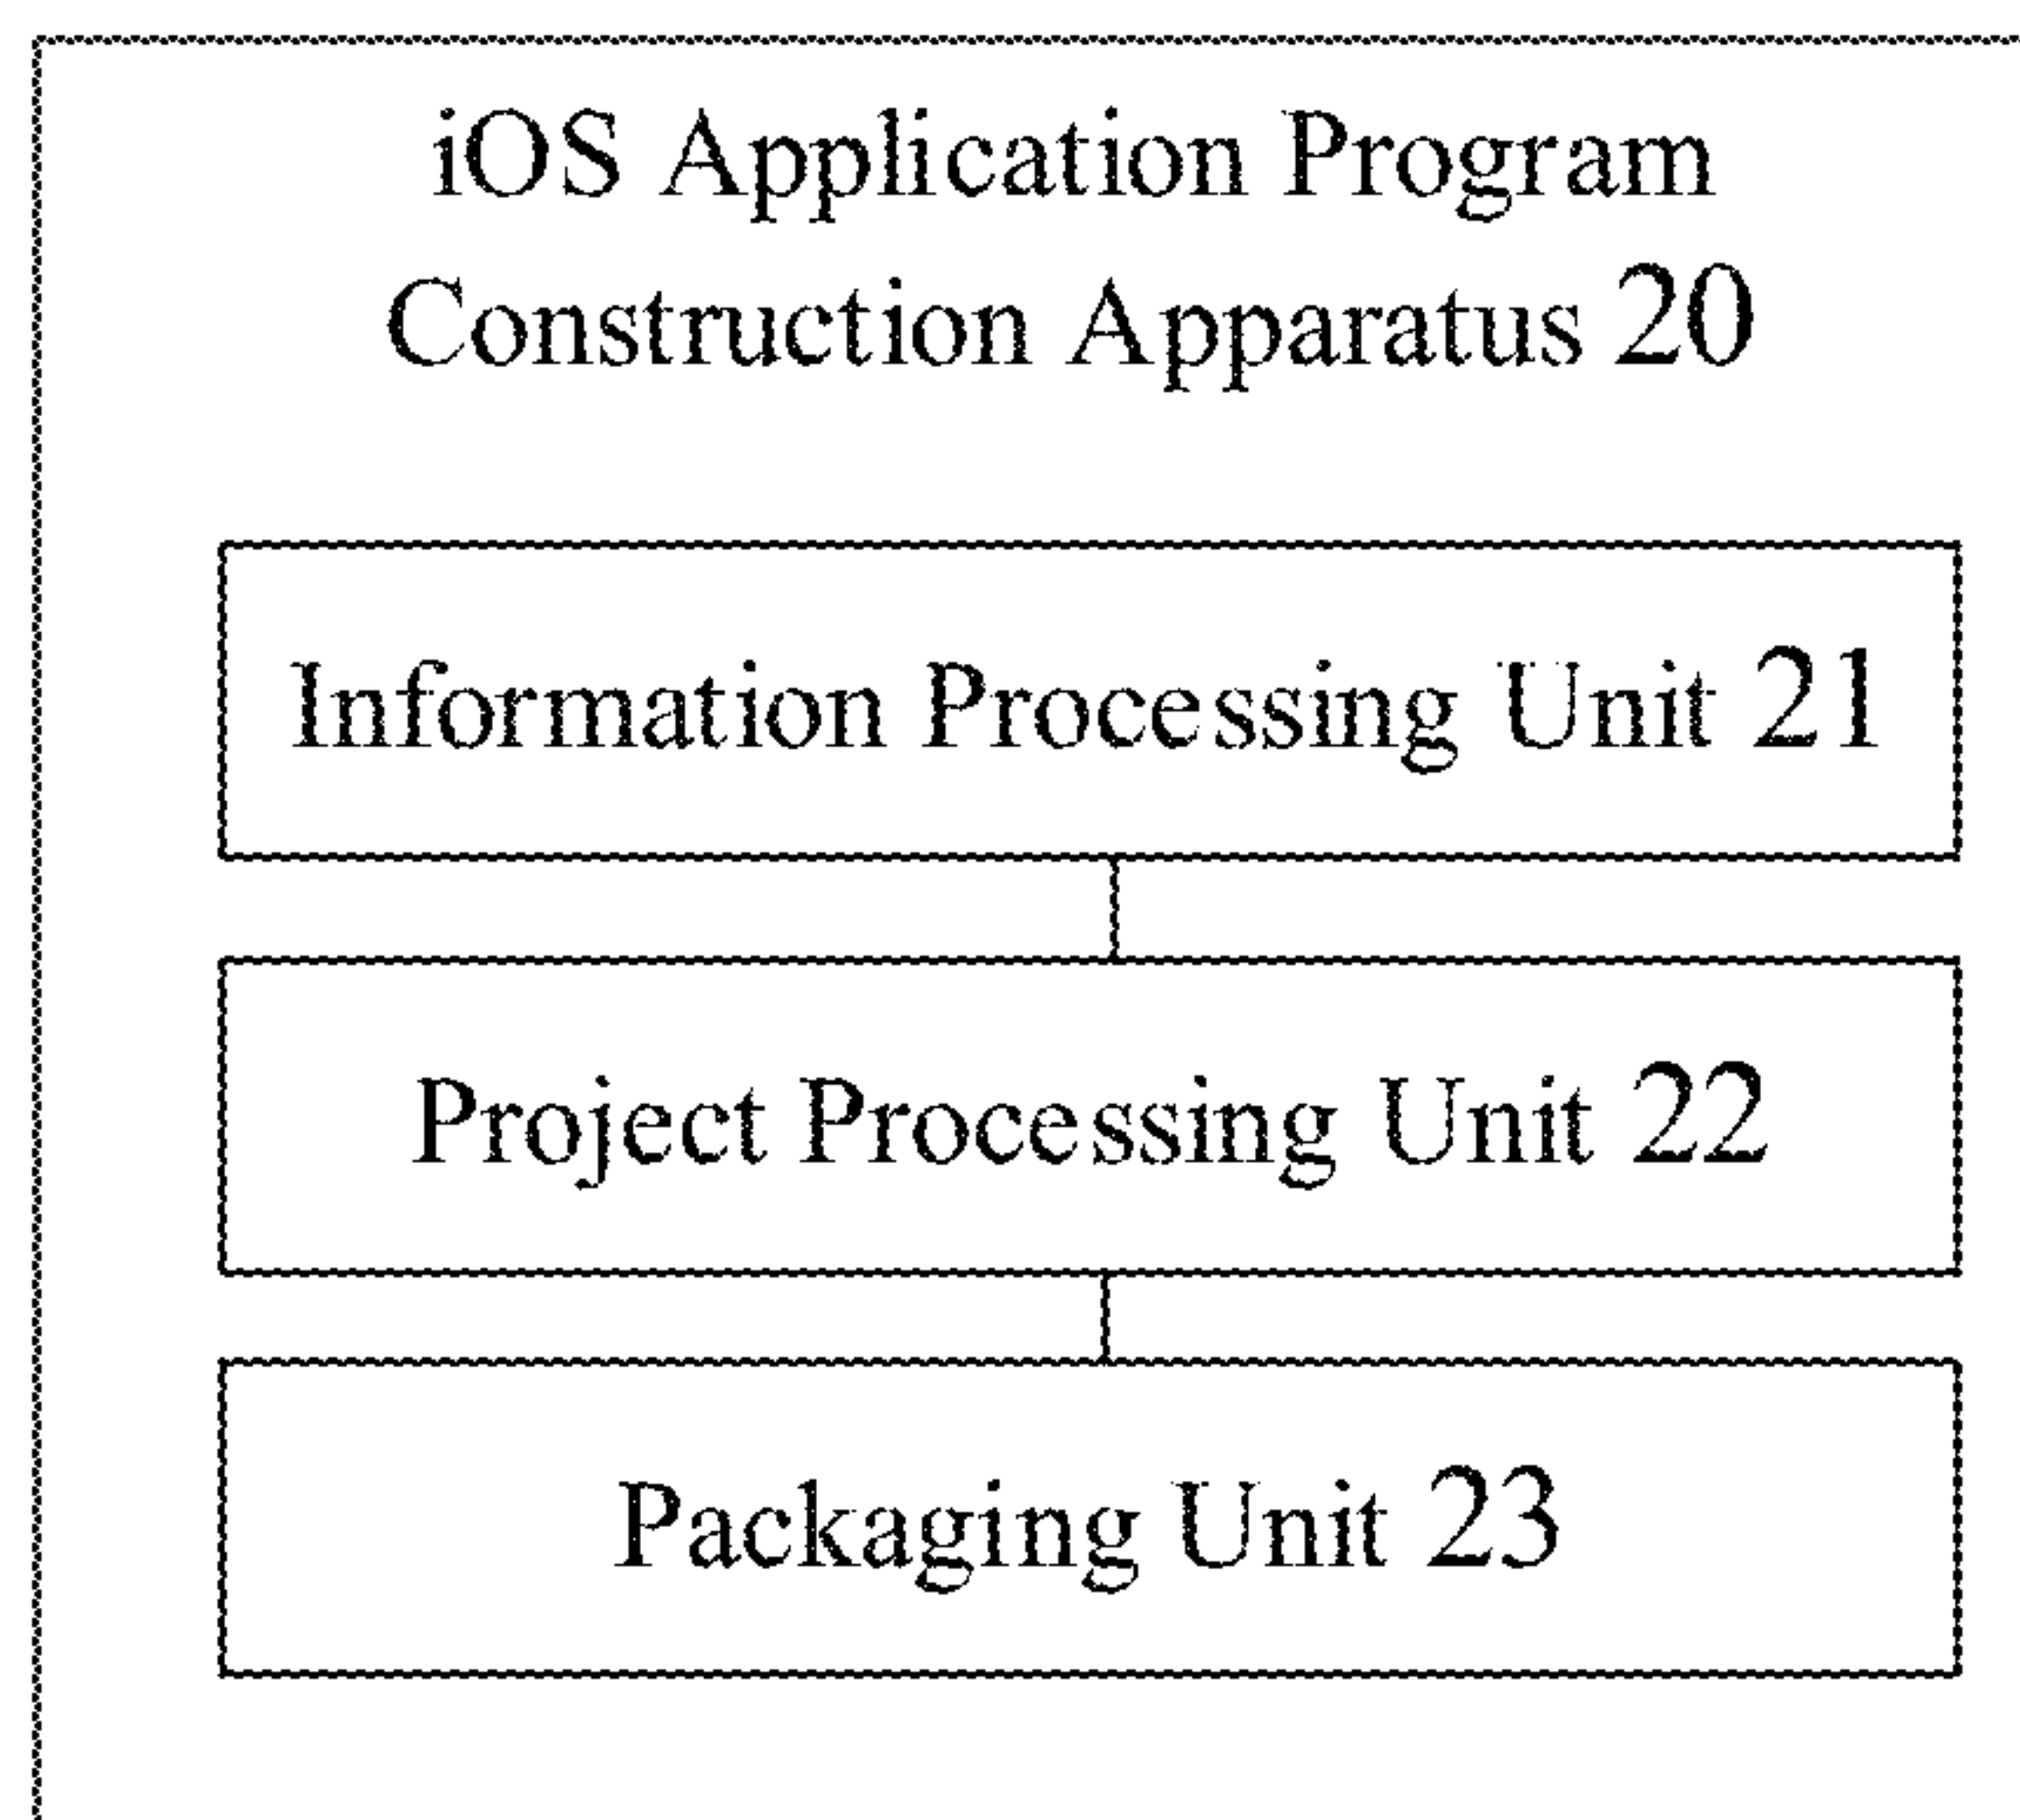 iOS Application Program
Construction Apparatus 20
Information Processing Unit 21
Project Processing Unit 22
Packaging Unit 23